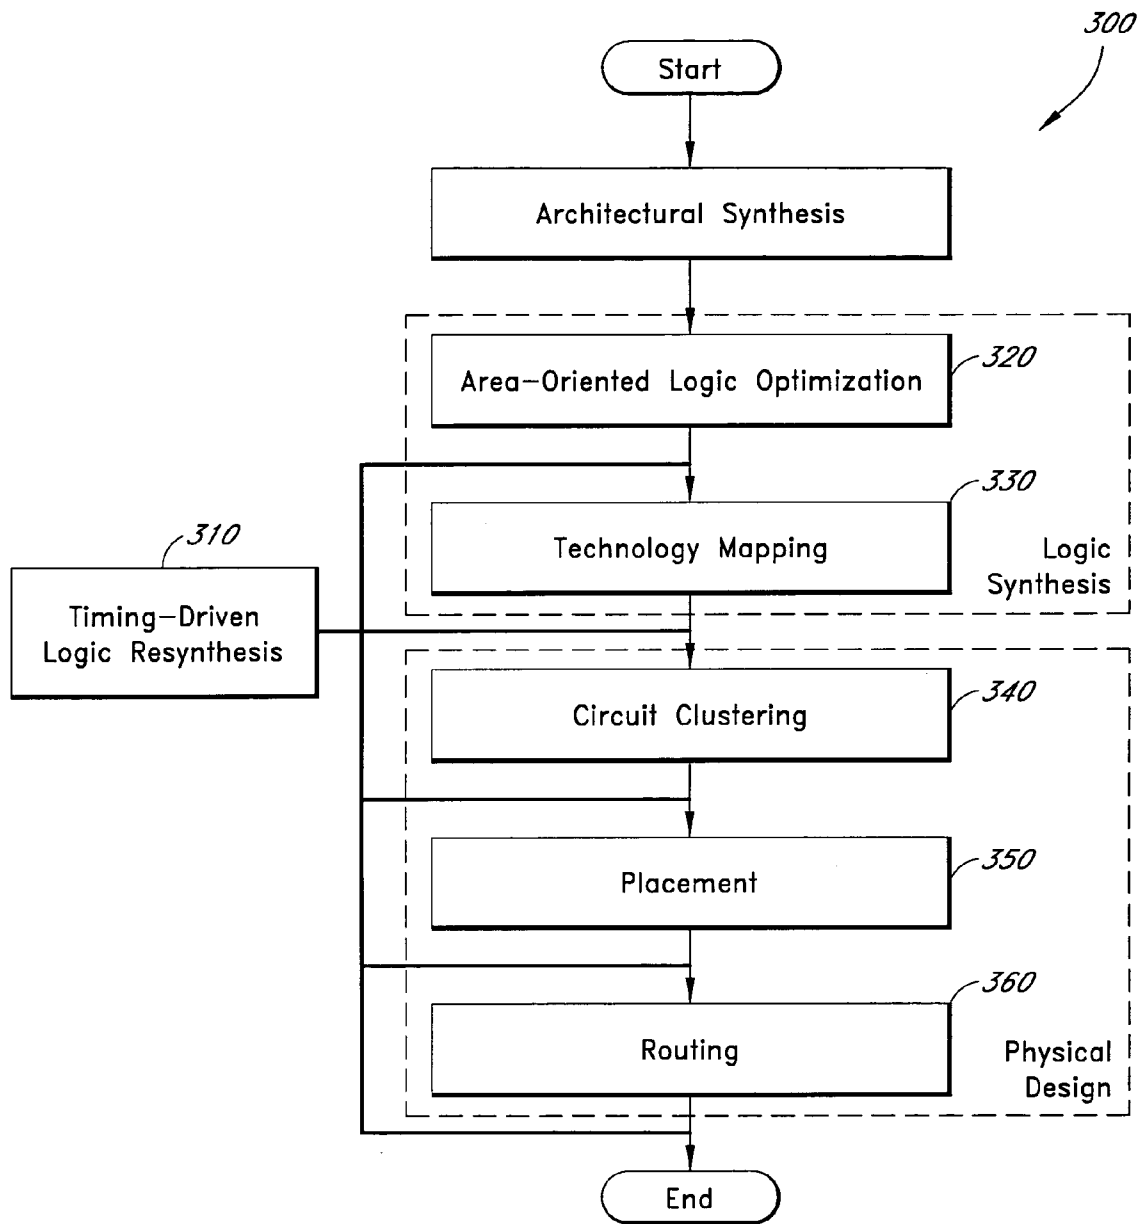 300
Start
Architectural Synthesis
320
Area-Oriented Logic Optimization
330
Technology Mapping
Logic
Synthesis
310
Timing-Driven
Logic Resynthesis
340
Circuit Clustering
350
Placement
360
Routing
Physical
Design
End